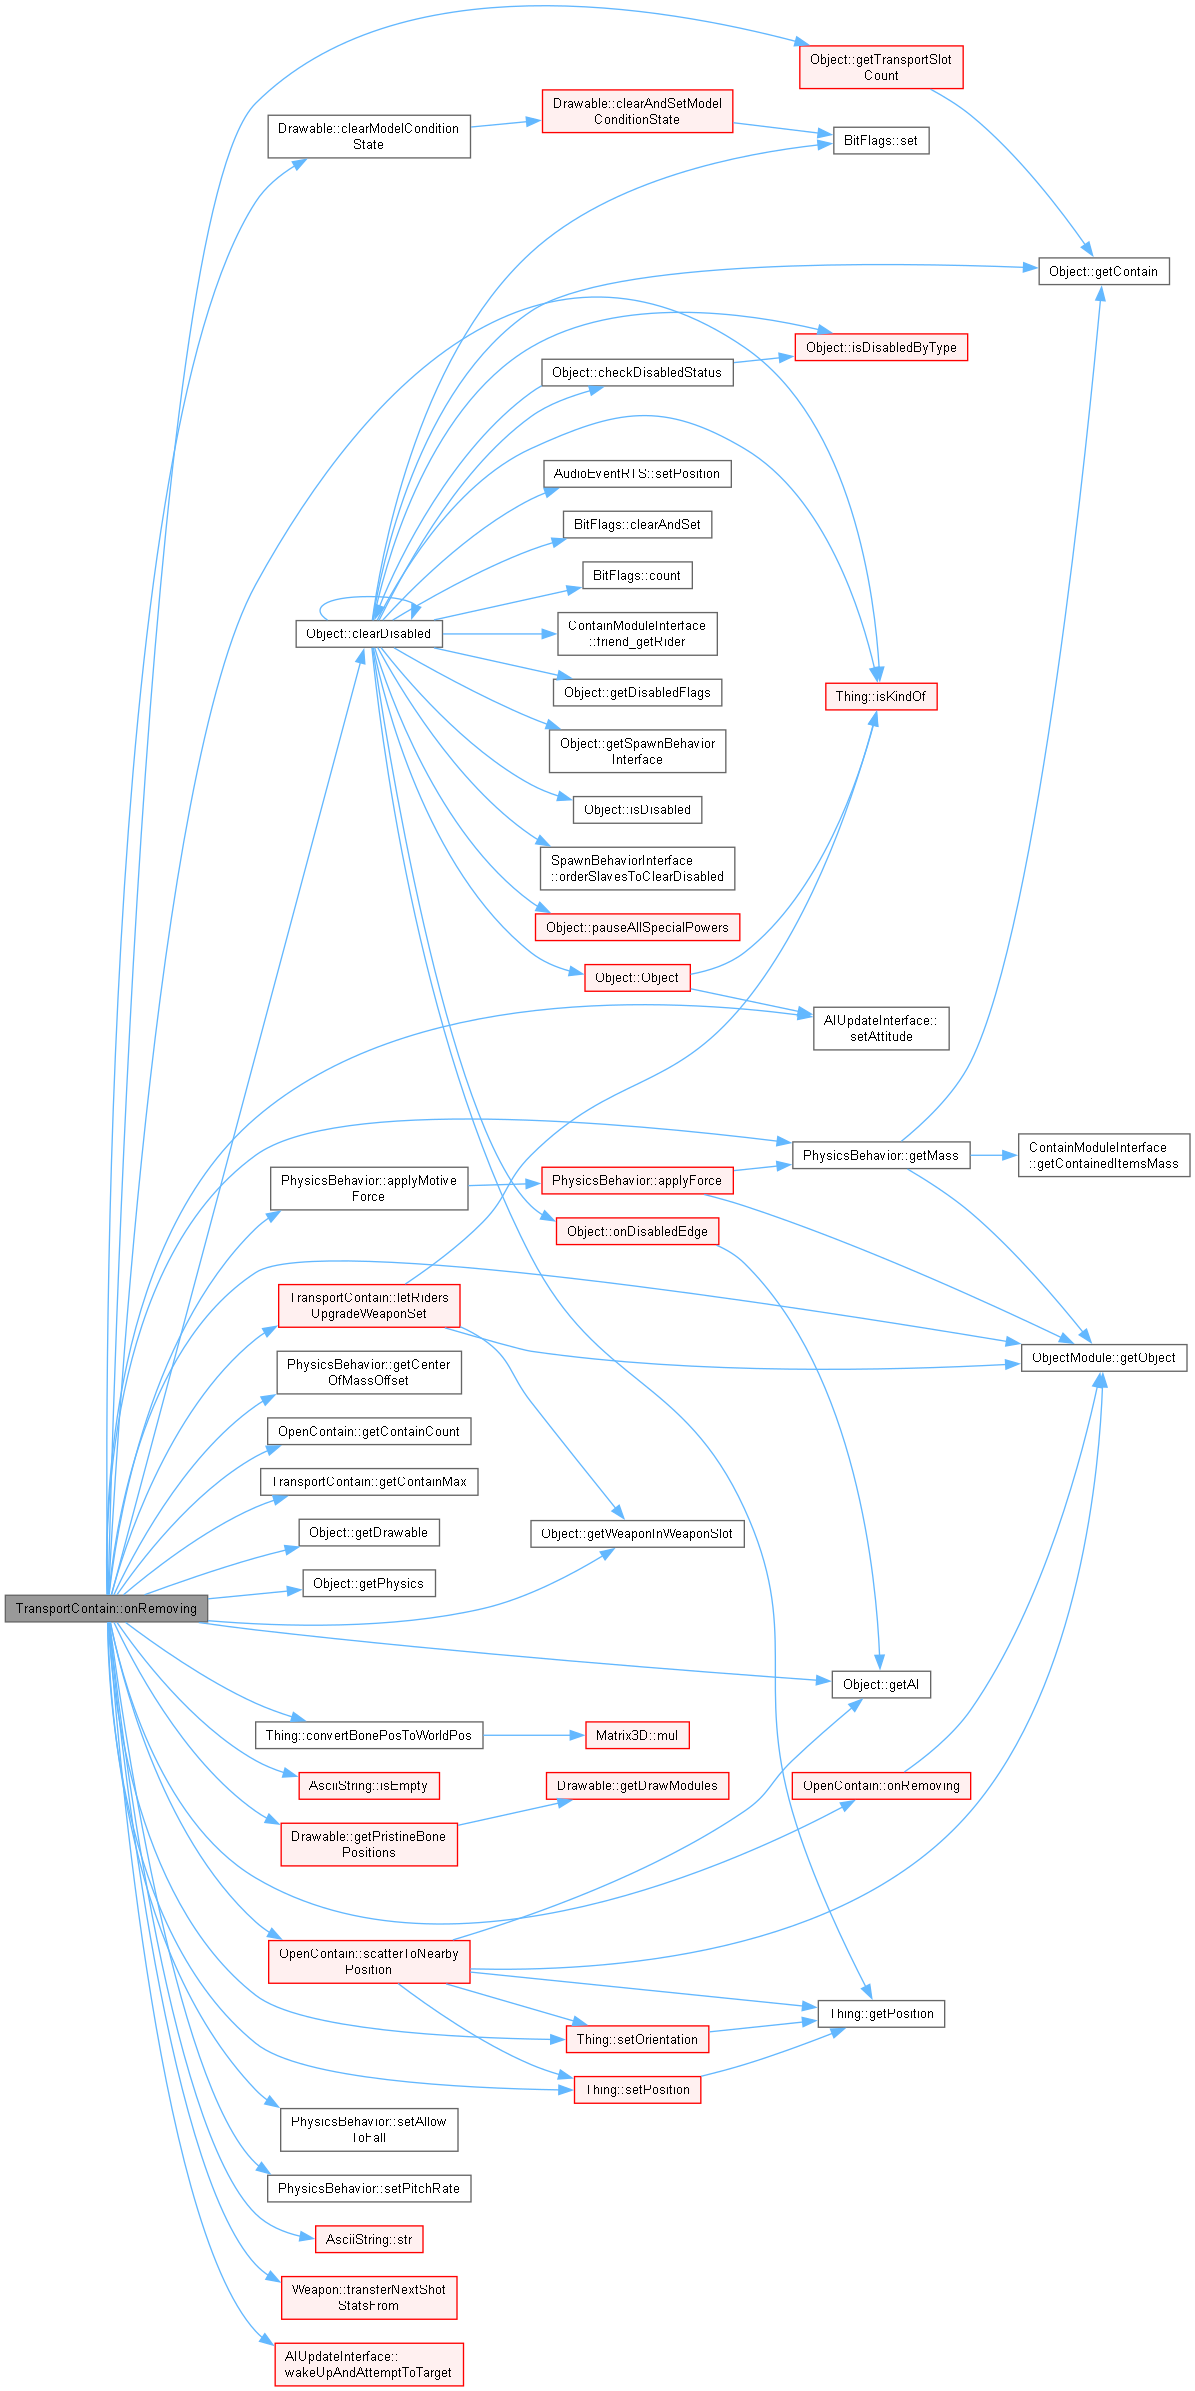 Object::getTransportSlot
Count
Drawable::clearAndSetModel
ConditionState
Drawable::clearModelCondition
State
BitFlags::set
Object::getContain
Object::isDisabledByType
Object::checkDisabledStatus
AudioEventRTS::setPosition
BitFlags::clearAndSet
BitFlags::count
ContainModuleInterface
::friend_getRider
Object::clearDisabled
Object::getDisabledFlags
Thing::isKindOf
Object::getSpawnBehavior
Interface
Object::isDisabled
SpawnBehaviorInterface
::orderSlavesToClearDisabled
Object::pauseAllSpecialPowers
Object::Object
AIUpdateInterface::
setAttitude
PhysicsBehavior::getMass
ContainModuleInterface
::getContainedItemsMass
PhysicsBehavior::applyMotive
Force
PhysicsBehavior::applyForce
Object::onDisabledEdge
TransportContain::letRiders
UpgradeWeaponSet
ObjectModule::getObject
PhysicsBehavior::getCenter
OfMassOffset
OpenContain::getContainCount
TransportContain::getContainMax
Object::getDrawable
Object::getWeaponInWeaponSlot
Object::getPhysics
TransportContain::onRemoving
Object::getAI
Thing::convertBonePosToWorldPos
Matrix3D::mul
AsciiString::isEmpty
Drawable::getDrawModules
OpenContain::onRemoving
Drawable::getPristineBone
Positions
OpenContain::scatterToNearby
Position
Thing::getPosition
Thing::setOrientation
Thing::setPosition
PhysicsBehavior::setAllow
ToFall
PhysicsBehavior::setPitchRate
AsciiString::str
Weapon::transferNextShot
StatsFrom
AIUpdateInterface::
wakeUpAndAttemptToTarget